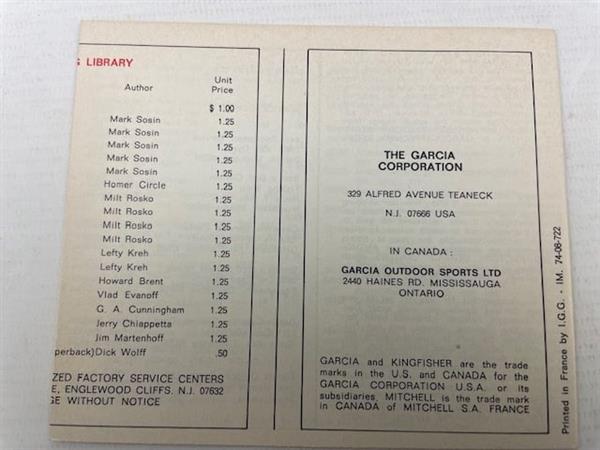 G LIBRARY
Author Unit Price
$ 1.00
Mark Sosin 1.25
Mark Sosin 1.25
Mark Sosin 1.25
Mark Sosin 1.25
Mark Sosin 1.25
Homer Circle 1.25
Milt Rosko 1.25
Milt Rosko 1.25
Milt Rosko 1.25
Milt Rosko 1.25
Lefty Kreh 1.25
Lefty Kreh 1.25
Howard Brent 1.25
Vlad Evanoff 1.25
G. A. Cunningham 1.25
Jerry Chiappetta 1.25
Jim Martenhoff 1.25
perback) Dick Wolff .50
ZED FACTORY SERVICE CENTERS
E, ENGLEWOOD CLIFFS. N.J. 07632
GE WITHOUT NOTICE
THE GARCIA
CORPORATION
329 ALFRED AVENUE TEANECK
N.J. 07666 USA
IN CANADA :
GARCIA OUTDOOR SPORTS LTD
2440 HAINES RD. MISSISSAUGA
ONTARIO
GARCIA and KINGFISHER are the trade
marks in the U.S. and CANADA for the
GARCIA CORPORATION U.S.A. or its
subsidiaries. MITCHELL is the trade mark
in CANADA of MITCHELL S.A. FRANCE
Printed in France by I.G.G. - IM. 74-08-722